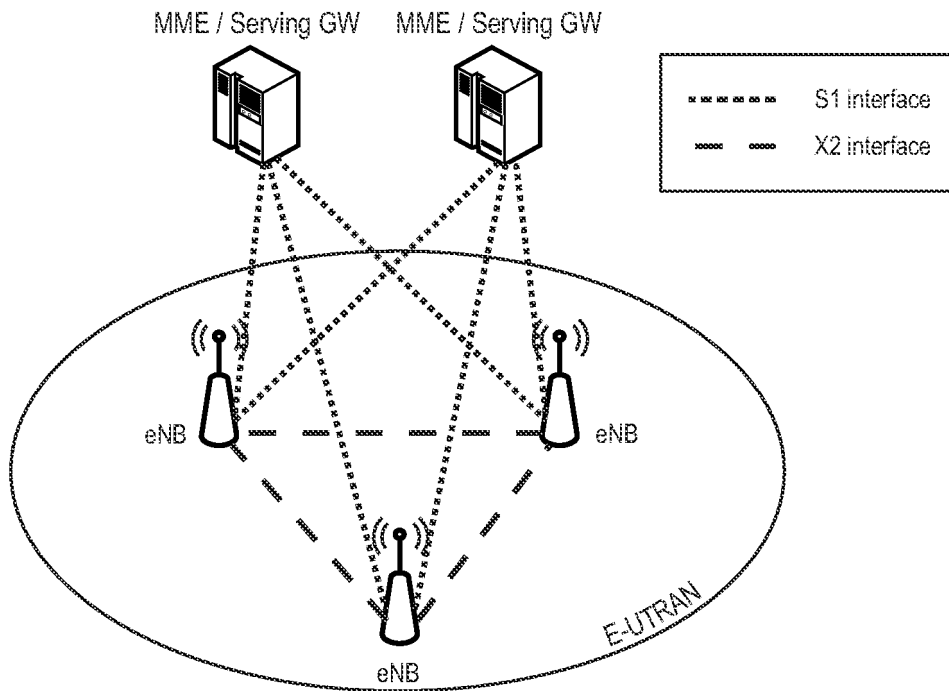 MME / Serving GW
MME / Serving GW
S1 interface
X2 interface
eNB
eNB
eNB
E-UTRAN